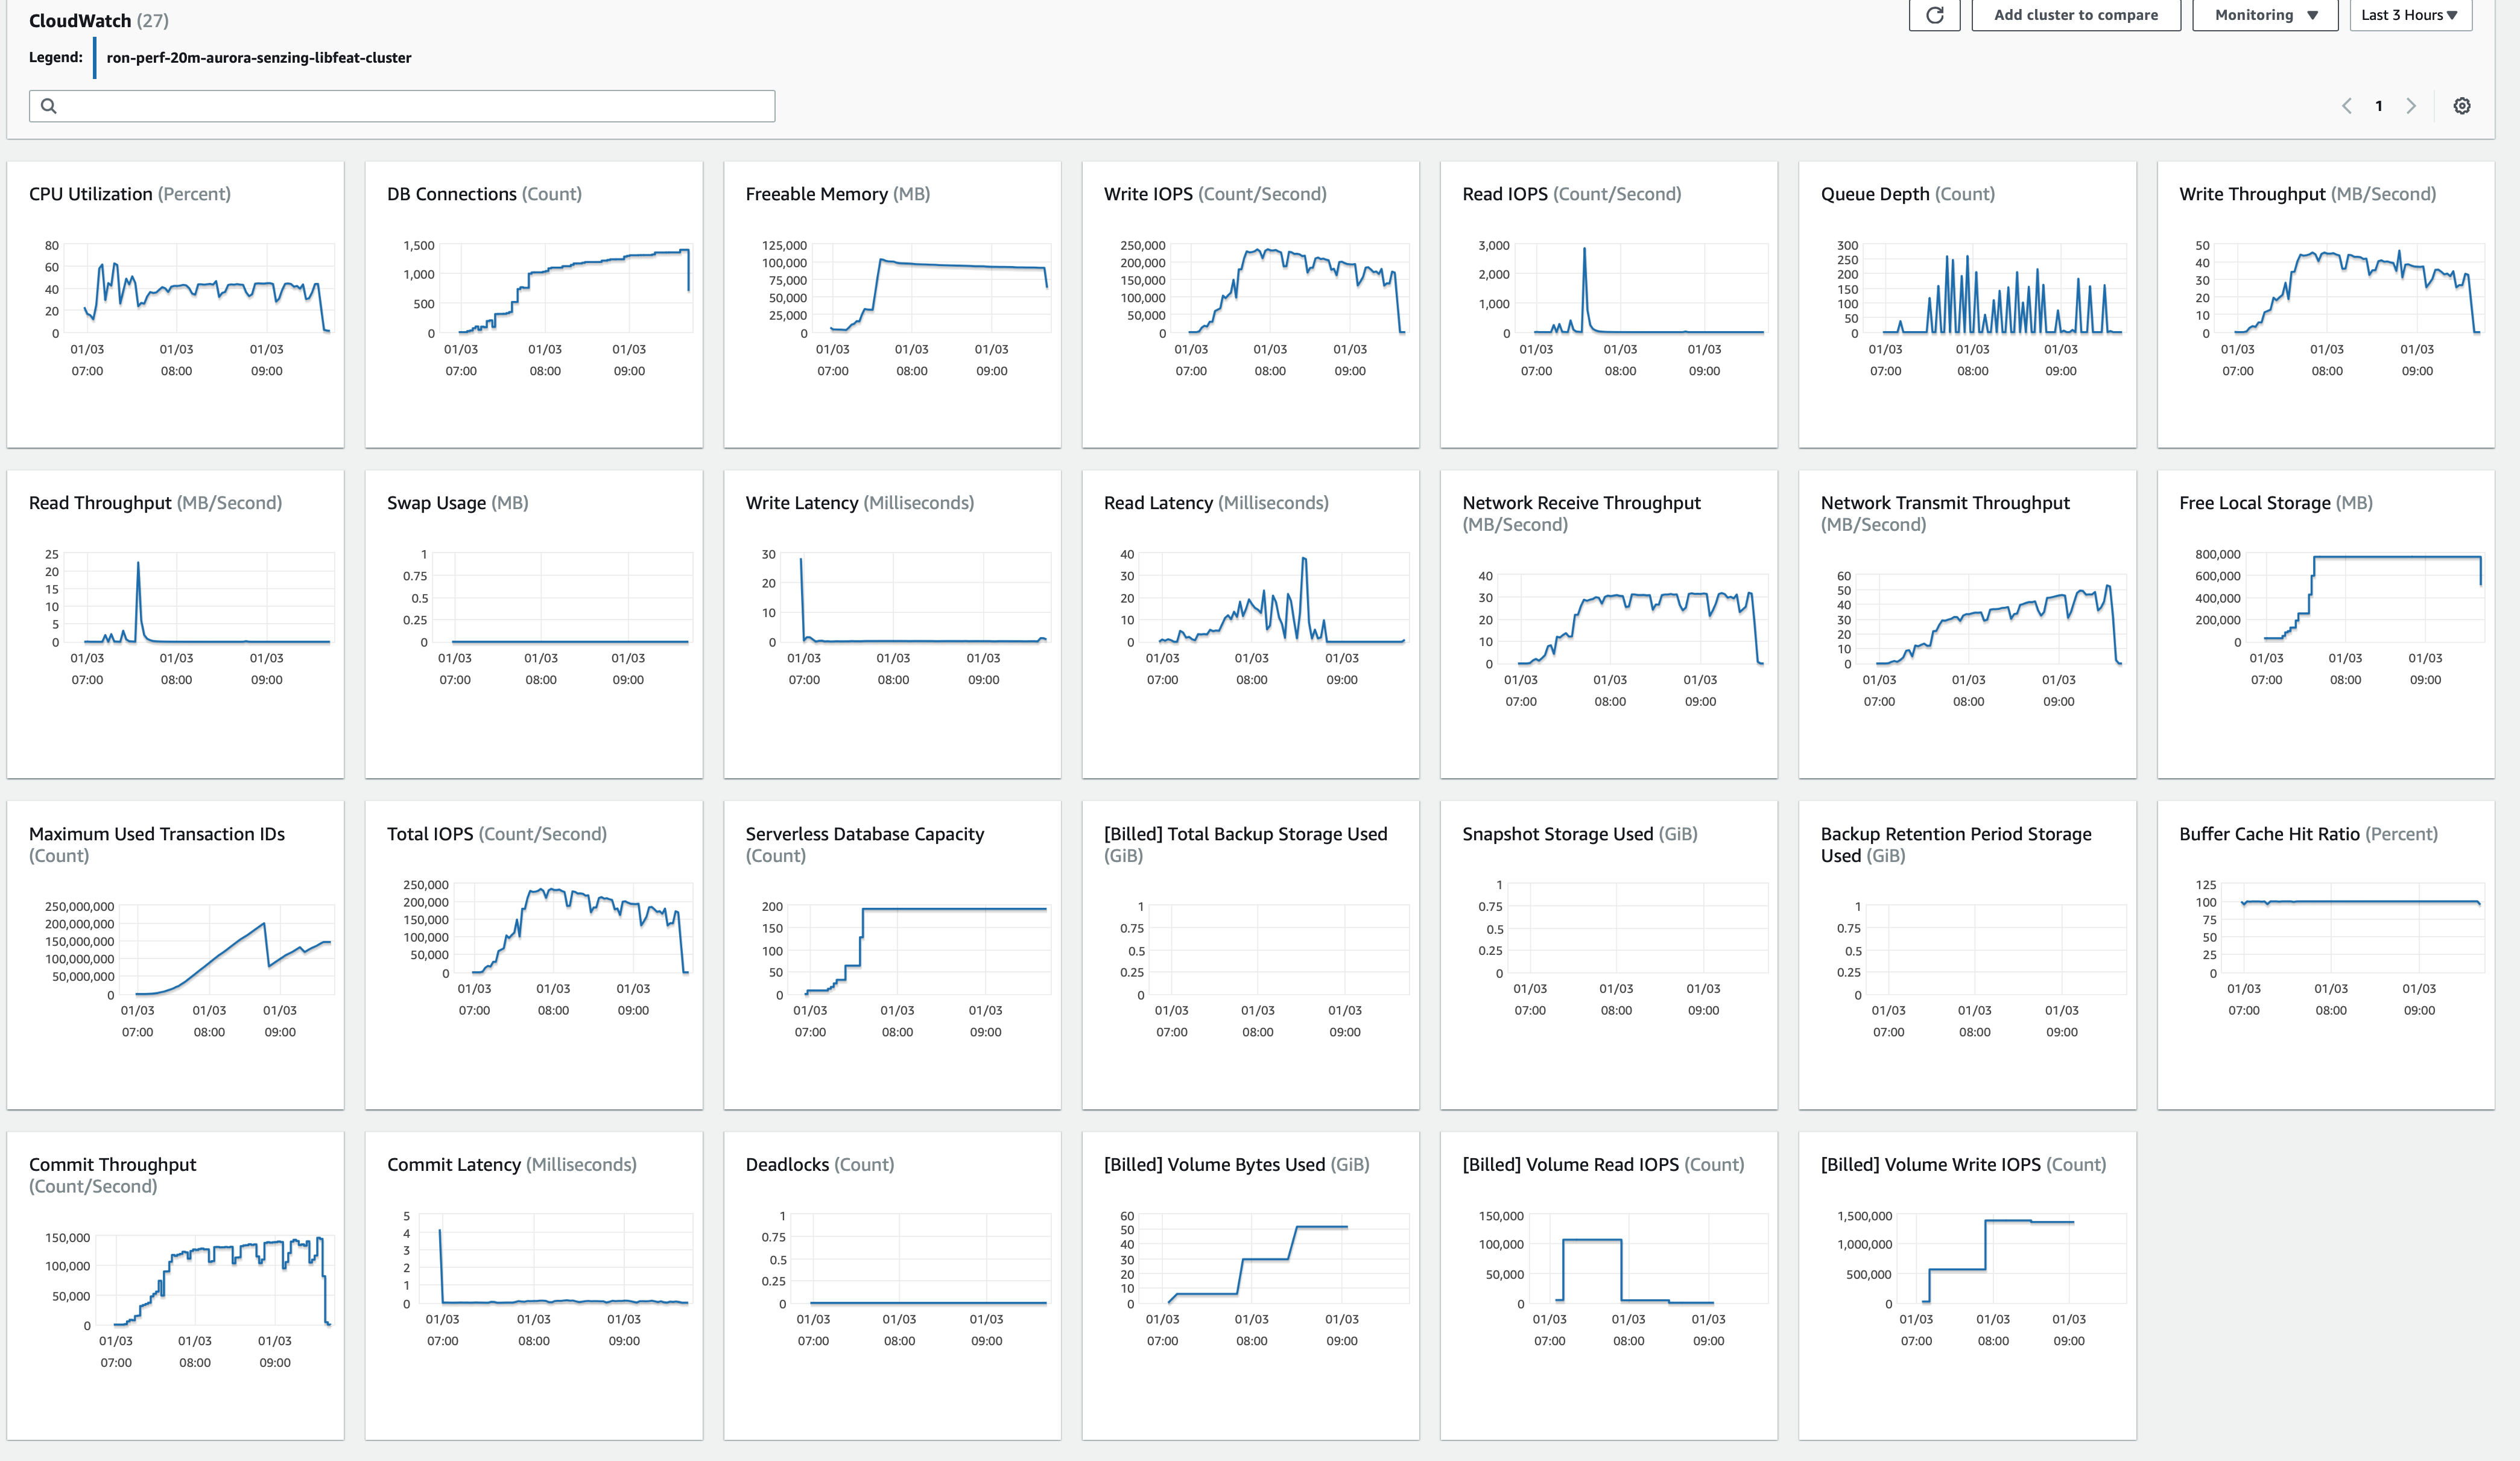 CloudWatch (27)
Add cluster to compare
Monitoring
Last 3 Hours
Legend:
ron-perf-20m-aurora-senzing-libfeat-cluster
1
CPU Utilization (Percent)
80
60
40
20
0
01/03 01/03 01/03
07:00 08:00 09:00
DB Connections (Count)
1,500
1,000
500
0
01/03 01/03 01/03
07:00 08:00 09:00
Freeable Memory (MB)
125,000
100,000
75,000
50,000
25,000
0
01/03 01/03 01/03
07:00 08:00 09:00
Write IOPS (Count/Second)
250,000
200,000
150,000
100,000
50,000
0
01/03 01/03 01/03
07:00 08:00 09:00
Read IOPS (Count/Second)
3,000
2,000
1,000
0
01/03 01/03 01/03
07:00 08:00 09:00
Queue Depth (Count)
300
250
200
150
100
50
0
01/03 01/03 01/03
07:00 08:00 09:00
Write Throughput (MB/Second)
50
40
30
20
10
0
01/03 01/03 01/03
07:00 08:00 09:00
Read Throughput (MB/Second)
25
20
15
10
5
0
01/03 01/03 01/03
07:00 08:00 09:00
Swap Usage (MB)
1
0.75
0.5
0.25
0
01/03 01/03 01/03
07:00 08:00 09:00
Write Latency (Milliseconds)
30
20
10
0
01/03 01/03 01/03
07:00 08:00 09:00
Read Latency (Milliseconds)
40
30
20
10
0
01/03 01/03 01/03
07:00 08:00 09:00
Network Receive Throughput
(MB/Second)
40
30
20
10
0
01/03 01/03 01/03
07:00 08:00 09:00
Network Transmit Throughput
(MB/Second)
60
50
40
30
20
10
0
01/03 01/03 01/03
07:00 08:00 09:00
Free Local Storage (MB)
800,000
600,000
400,000
200,000
0
01/03 01/03 01/03
07:00 08:00 09:00
Maximum Used Transaction IDs
(Count)
250,000,000
200,000,000
150,000,000
100,000,000
50,000,000
0
01/03 01/03 01/03
07:00 08:00 09:00
Total IOPS (Count/Second)
250,000
200,000
150,000
100,000
50,000
0
01/03 01/03 01/03
07:00 08:00 09:00
Serverless Database Capacity
(Count)
200
150
100
50
0
01/03 01/03 01/03
07:00 08:00 09:00
[Billed] Total Backup Storage Used
(GiB)
1
0.75
0.5
0.25
0
01/03 01/03 01/03
07:00 08:00 09:00
Snapshot Storage Used (GiB)
1
0.75
0.5
0.25
0
01/03 01/03 01/03
07:00 08:00 09:00
Backup Retention Period Storage
Used (GiB)
1
0.75
0.5
0.25
0
01/03 01/03 01/03
07:00 08:00 09:00
Buffer Cache Hit Ratio (Percent)
125
100
75
50
25
0
01/03 01/03 01/03
07:00 08:00 09:00
Commit Throughput
(Count/Second)
150,000
100,000
50,000
0
01/03 01/03 01/03
07:00 08:00 09:00
Commit Latency (Milliseconds)
5
4
3
2
1
0
01/03 01/03 01/03
07:00 08:00 09:00
Deadlocks (Count)
1
0.75
0.5
0.25
0
01/03 01/03 01/03
07:00 08:00 09:00
[Billed] Volume Bytes Used (GiB)
60
50
40
30
20
10
0
01/03 01/03 01/03
07:00 08:00 09:00
[Billed] Volume Read IOPS (Count)
150,000
100,000
50,000
0
01/03 01/03 01/03
07:00 08:00 09:00
[Billed] Volume Write IOPS (Count)
1,500,000
1,000,000
500,000
0
01/03 01/03 01/03
07:00 08:00 09:00